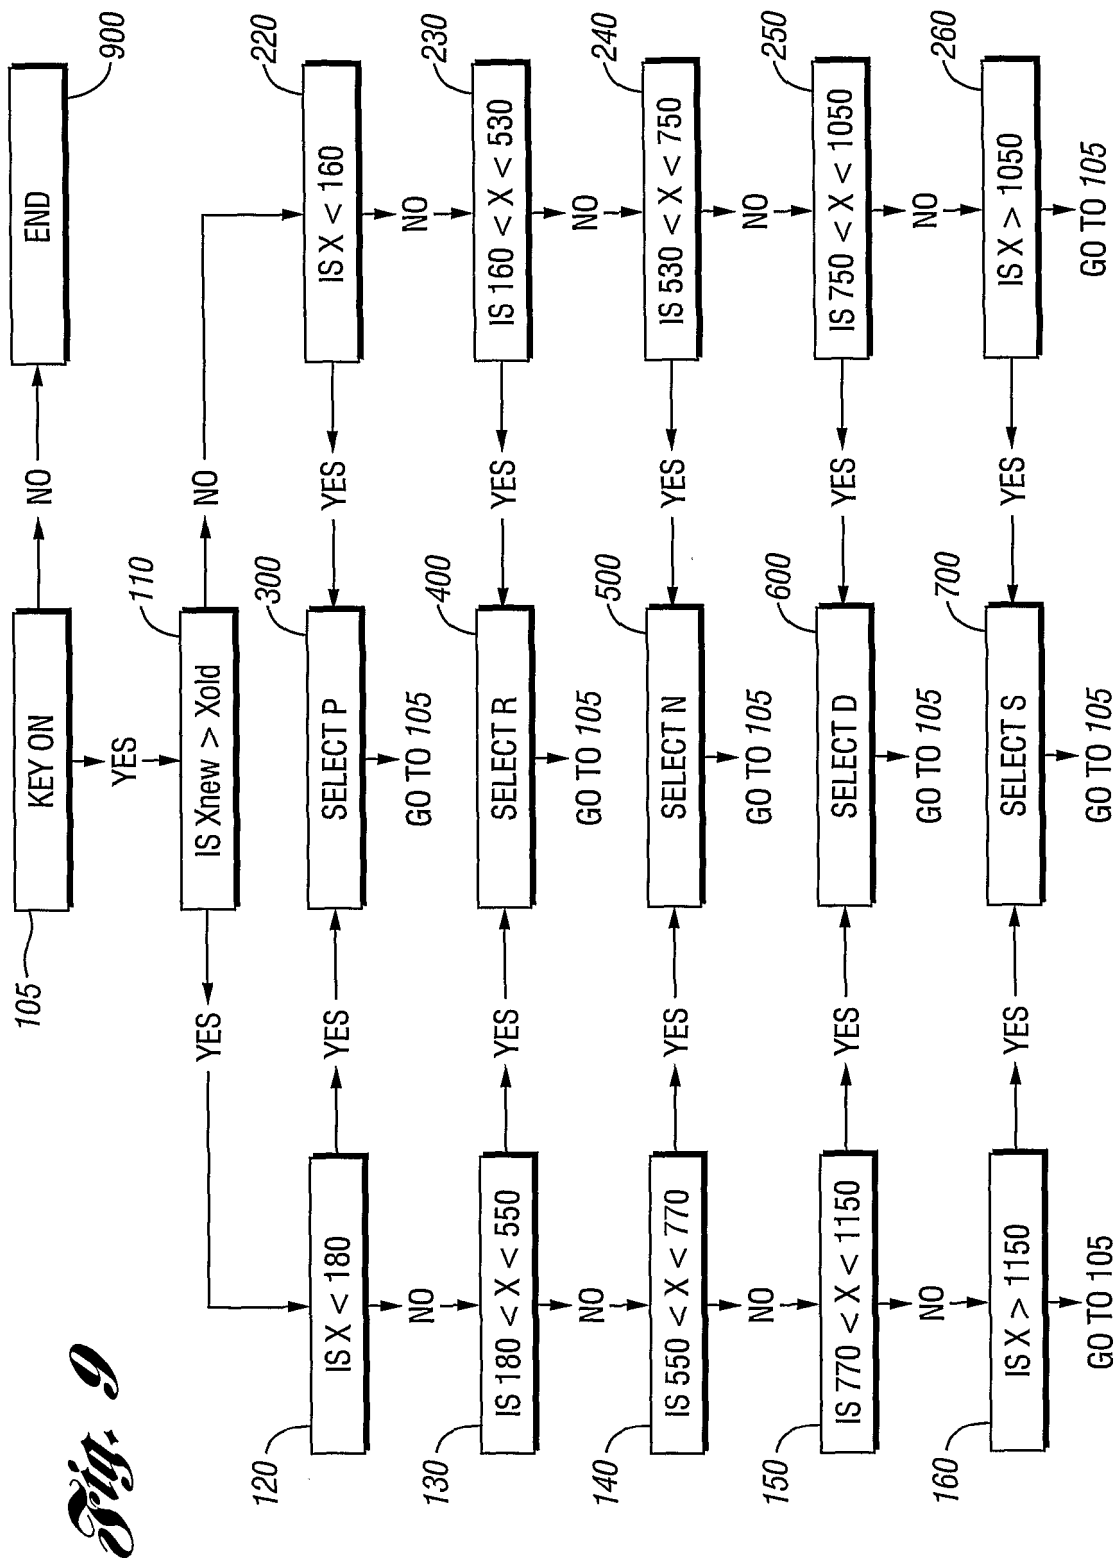 Fig. 9
105
KEY ON
NO
END
900
YES
110
IS Xnew > Xold
YES
NO
120
IS X < 180
YES
300
SELECT P
YES
220
IS X < 160
NO
GO TO 105
NO
130
IS 180 < X < 550
YES
400
SELECT R
YES
230
IS 160 < X < 530
NO
GO TO 105
NO
140
IS 550 < X < 770
YES
500
SELECT N
YES
240
IS 530 < X < 750
NO
GO TO 105
NO
150
IS 770 < X < 1150
YES
600
SELECT D
YES
250
IS 750 < X < 1050
NO
GO TO 105
NO
160
IS X > 1150
YES
700
SELECT S
YES
260
IS X > 1050
GO TO 105
GO TO 105
GO TO 105